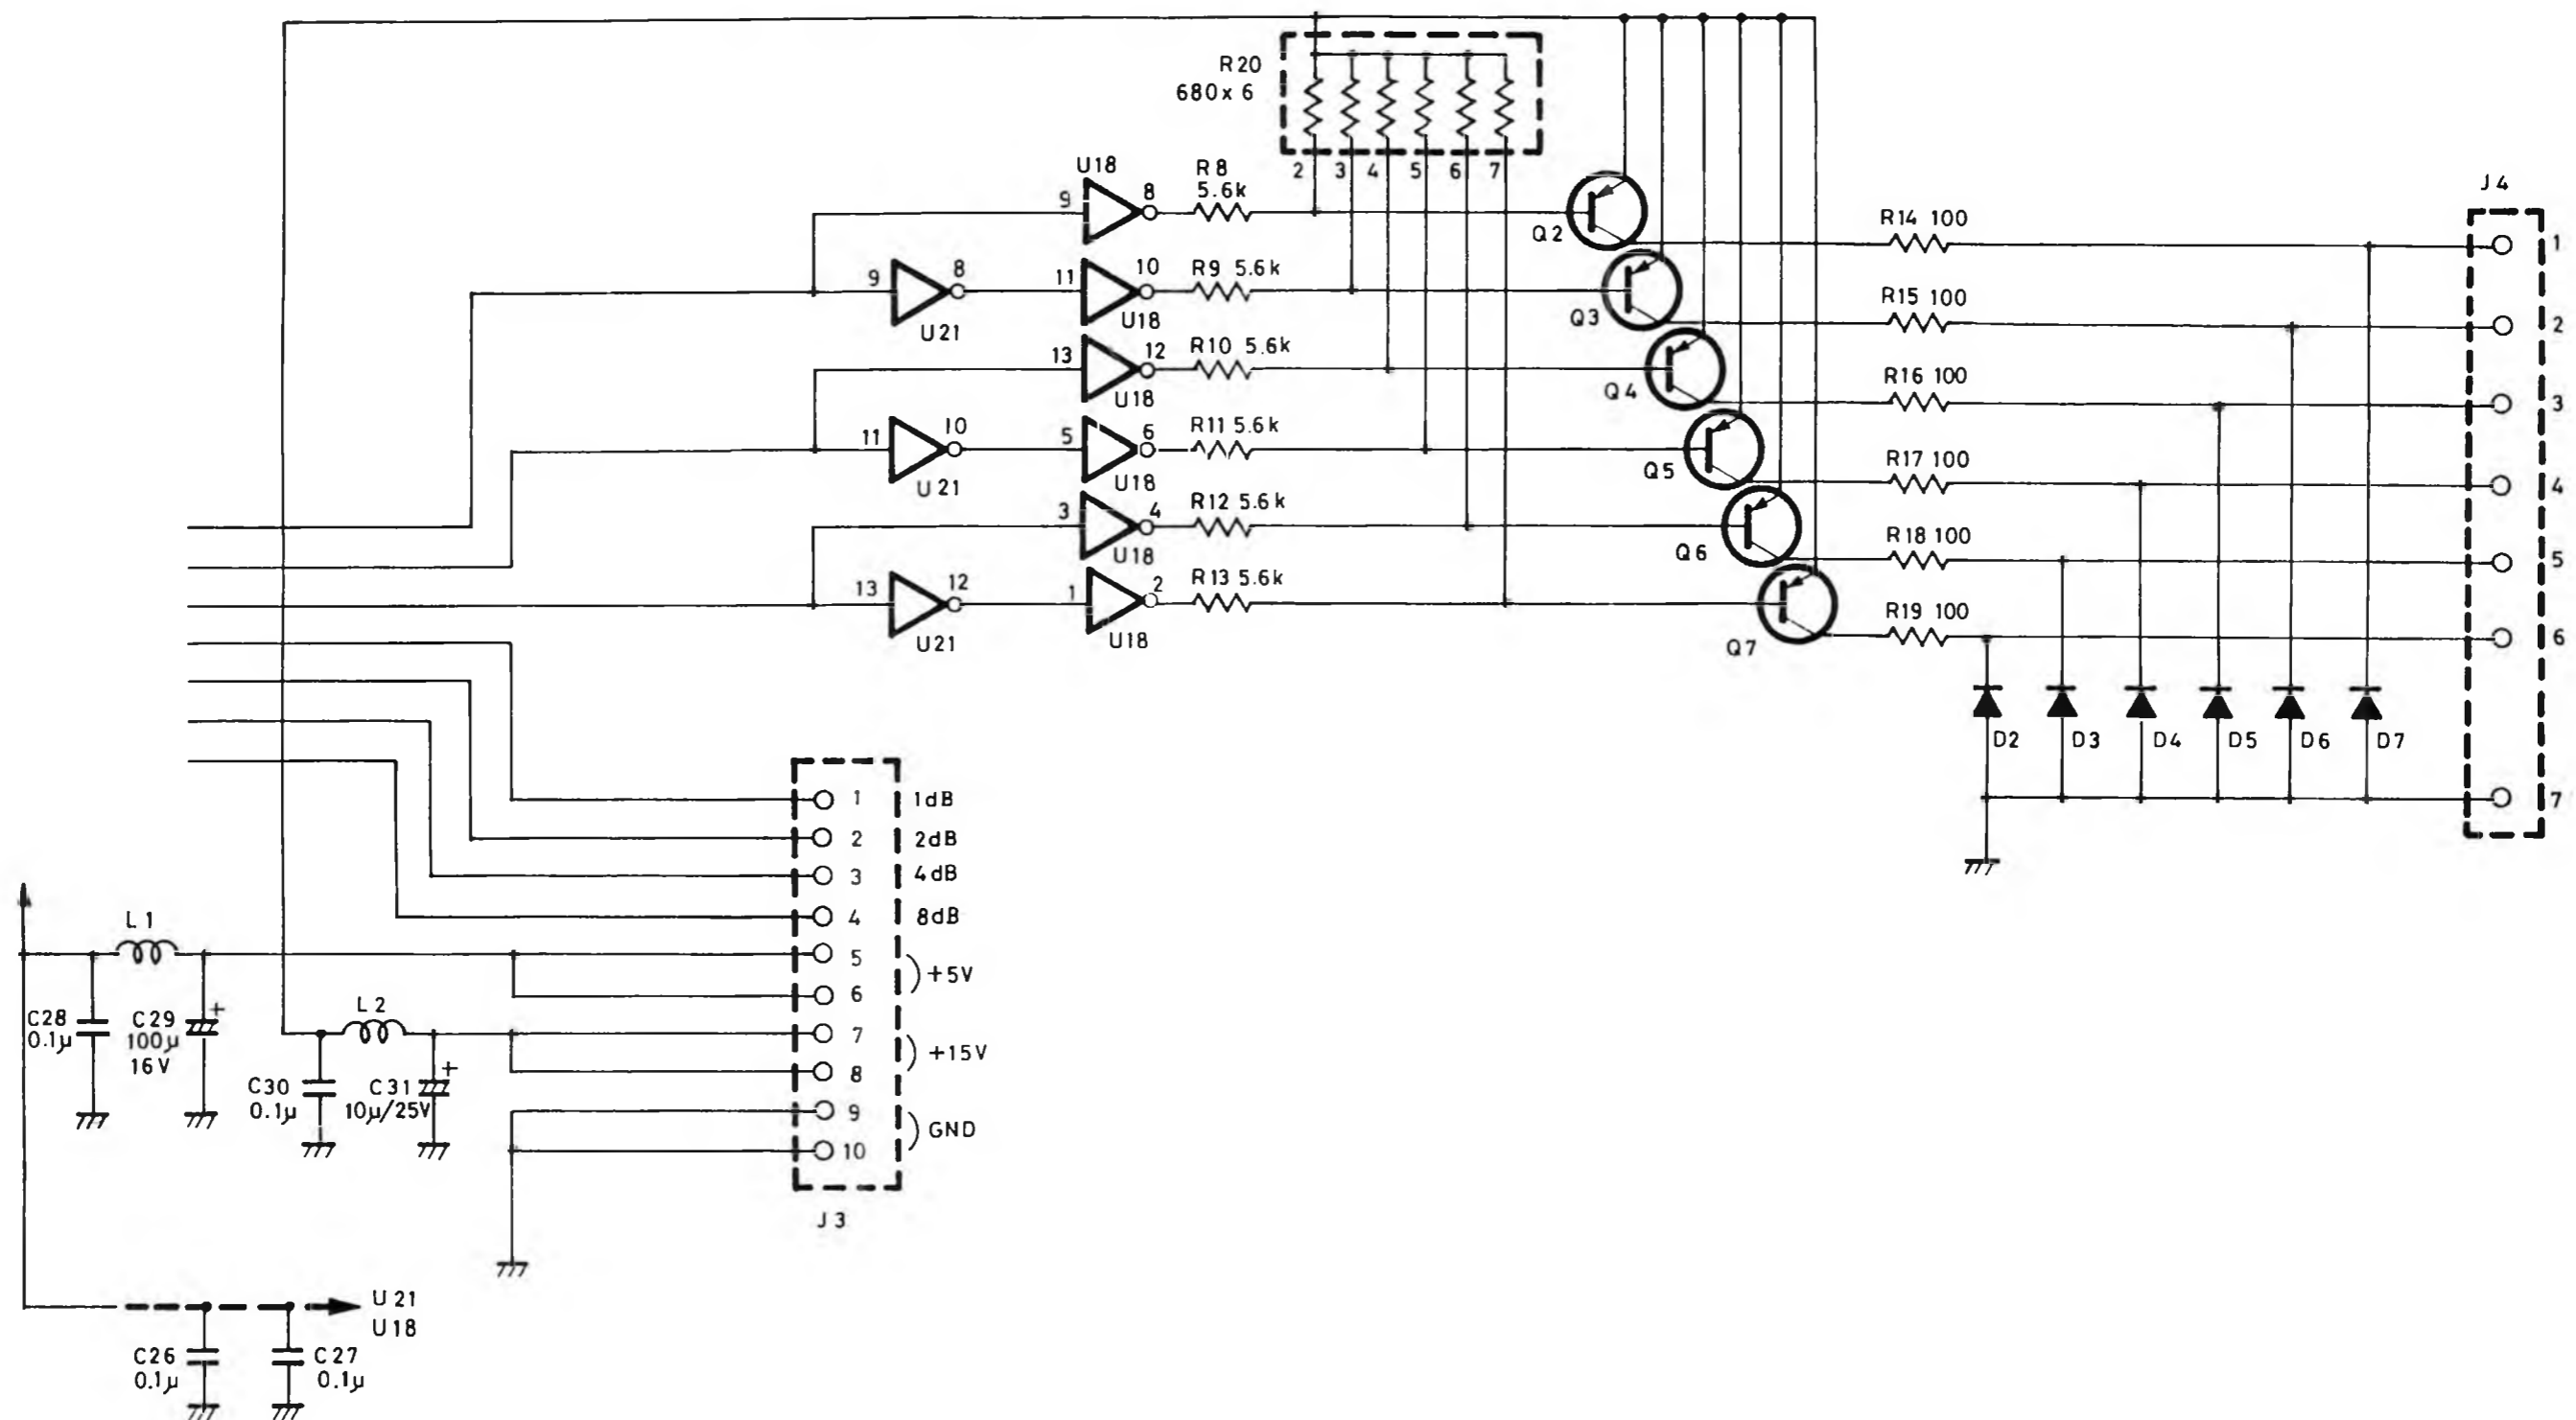 R20
680x6
2 3 4 5 6 7
U18
9 8
R8
5.6k
Q2
R14 100
J4
1
9 8
U21
11 10
U18
R9 5.6k
Q3
R15 100
2
13 12
U18
R10 5.6k
Q4
R16 100
3
11 10
U21
5 6
U18
R11 5.6k
Q5
R17 100
4
3 4
U18
R12 5.6k
Q6
R18 100
5
13 12
U21
1 2
U18
R13 5.6k
Q7
R19 100
6
D2 D3 D4 D5 D6 D7
7
1 1dB
2 2dB
3 4dB
4 8dB
5
6
+5V
7
8
+15V
9
10
GND
J3
L1
C28
0.1µ
C29
100µ
16V
+
L2
C30
0.1µ
C31
10µ/25V
+
U21
U18
C26
0.1µ
C27
0.1µ